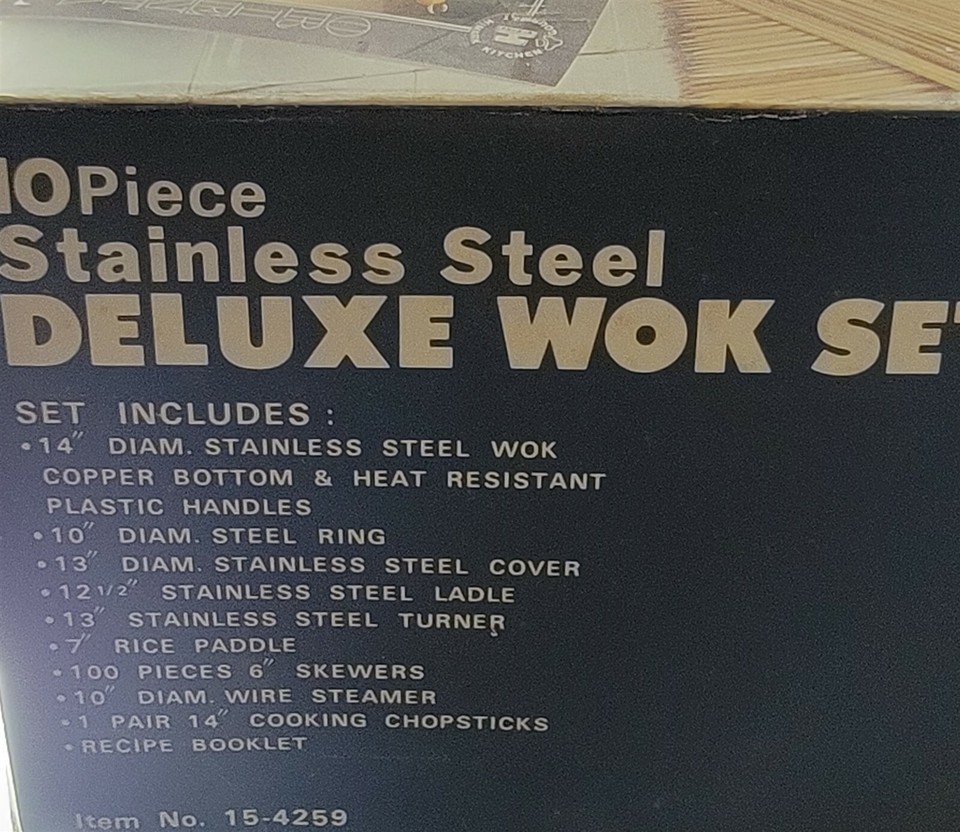 KITCHEN
10 Piece
Stainless Steel
DELUXE WOK SET
SET INCLUDES :
• 14" DIAM. STAINLESS STEEL WOK
COPPER BOTTOM & HEAT RESISTANT
PLASTIC HANDLES
• 10" DIAM. STEEL RING
• 13" DIAM. STAINLESS STEEL COVER
• 12 1/2" STAINLESS STEEL LADLE
• 13" STAINLESS STEEL TURNER
• 7" RICE PADDLE
• 100 PIECES 6" SKEWERS
• 10" DIAM. WIRE STEAMER
• 1 PAIR 14" COOKING CHOPSTICKS
• RECIPE BOOKLET
Item No. 15-4259